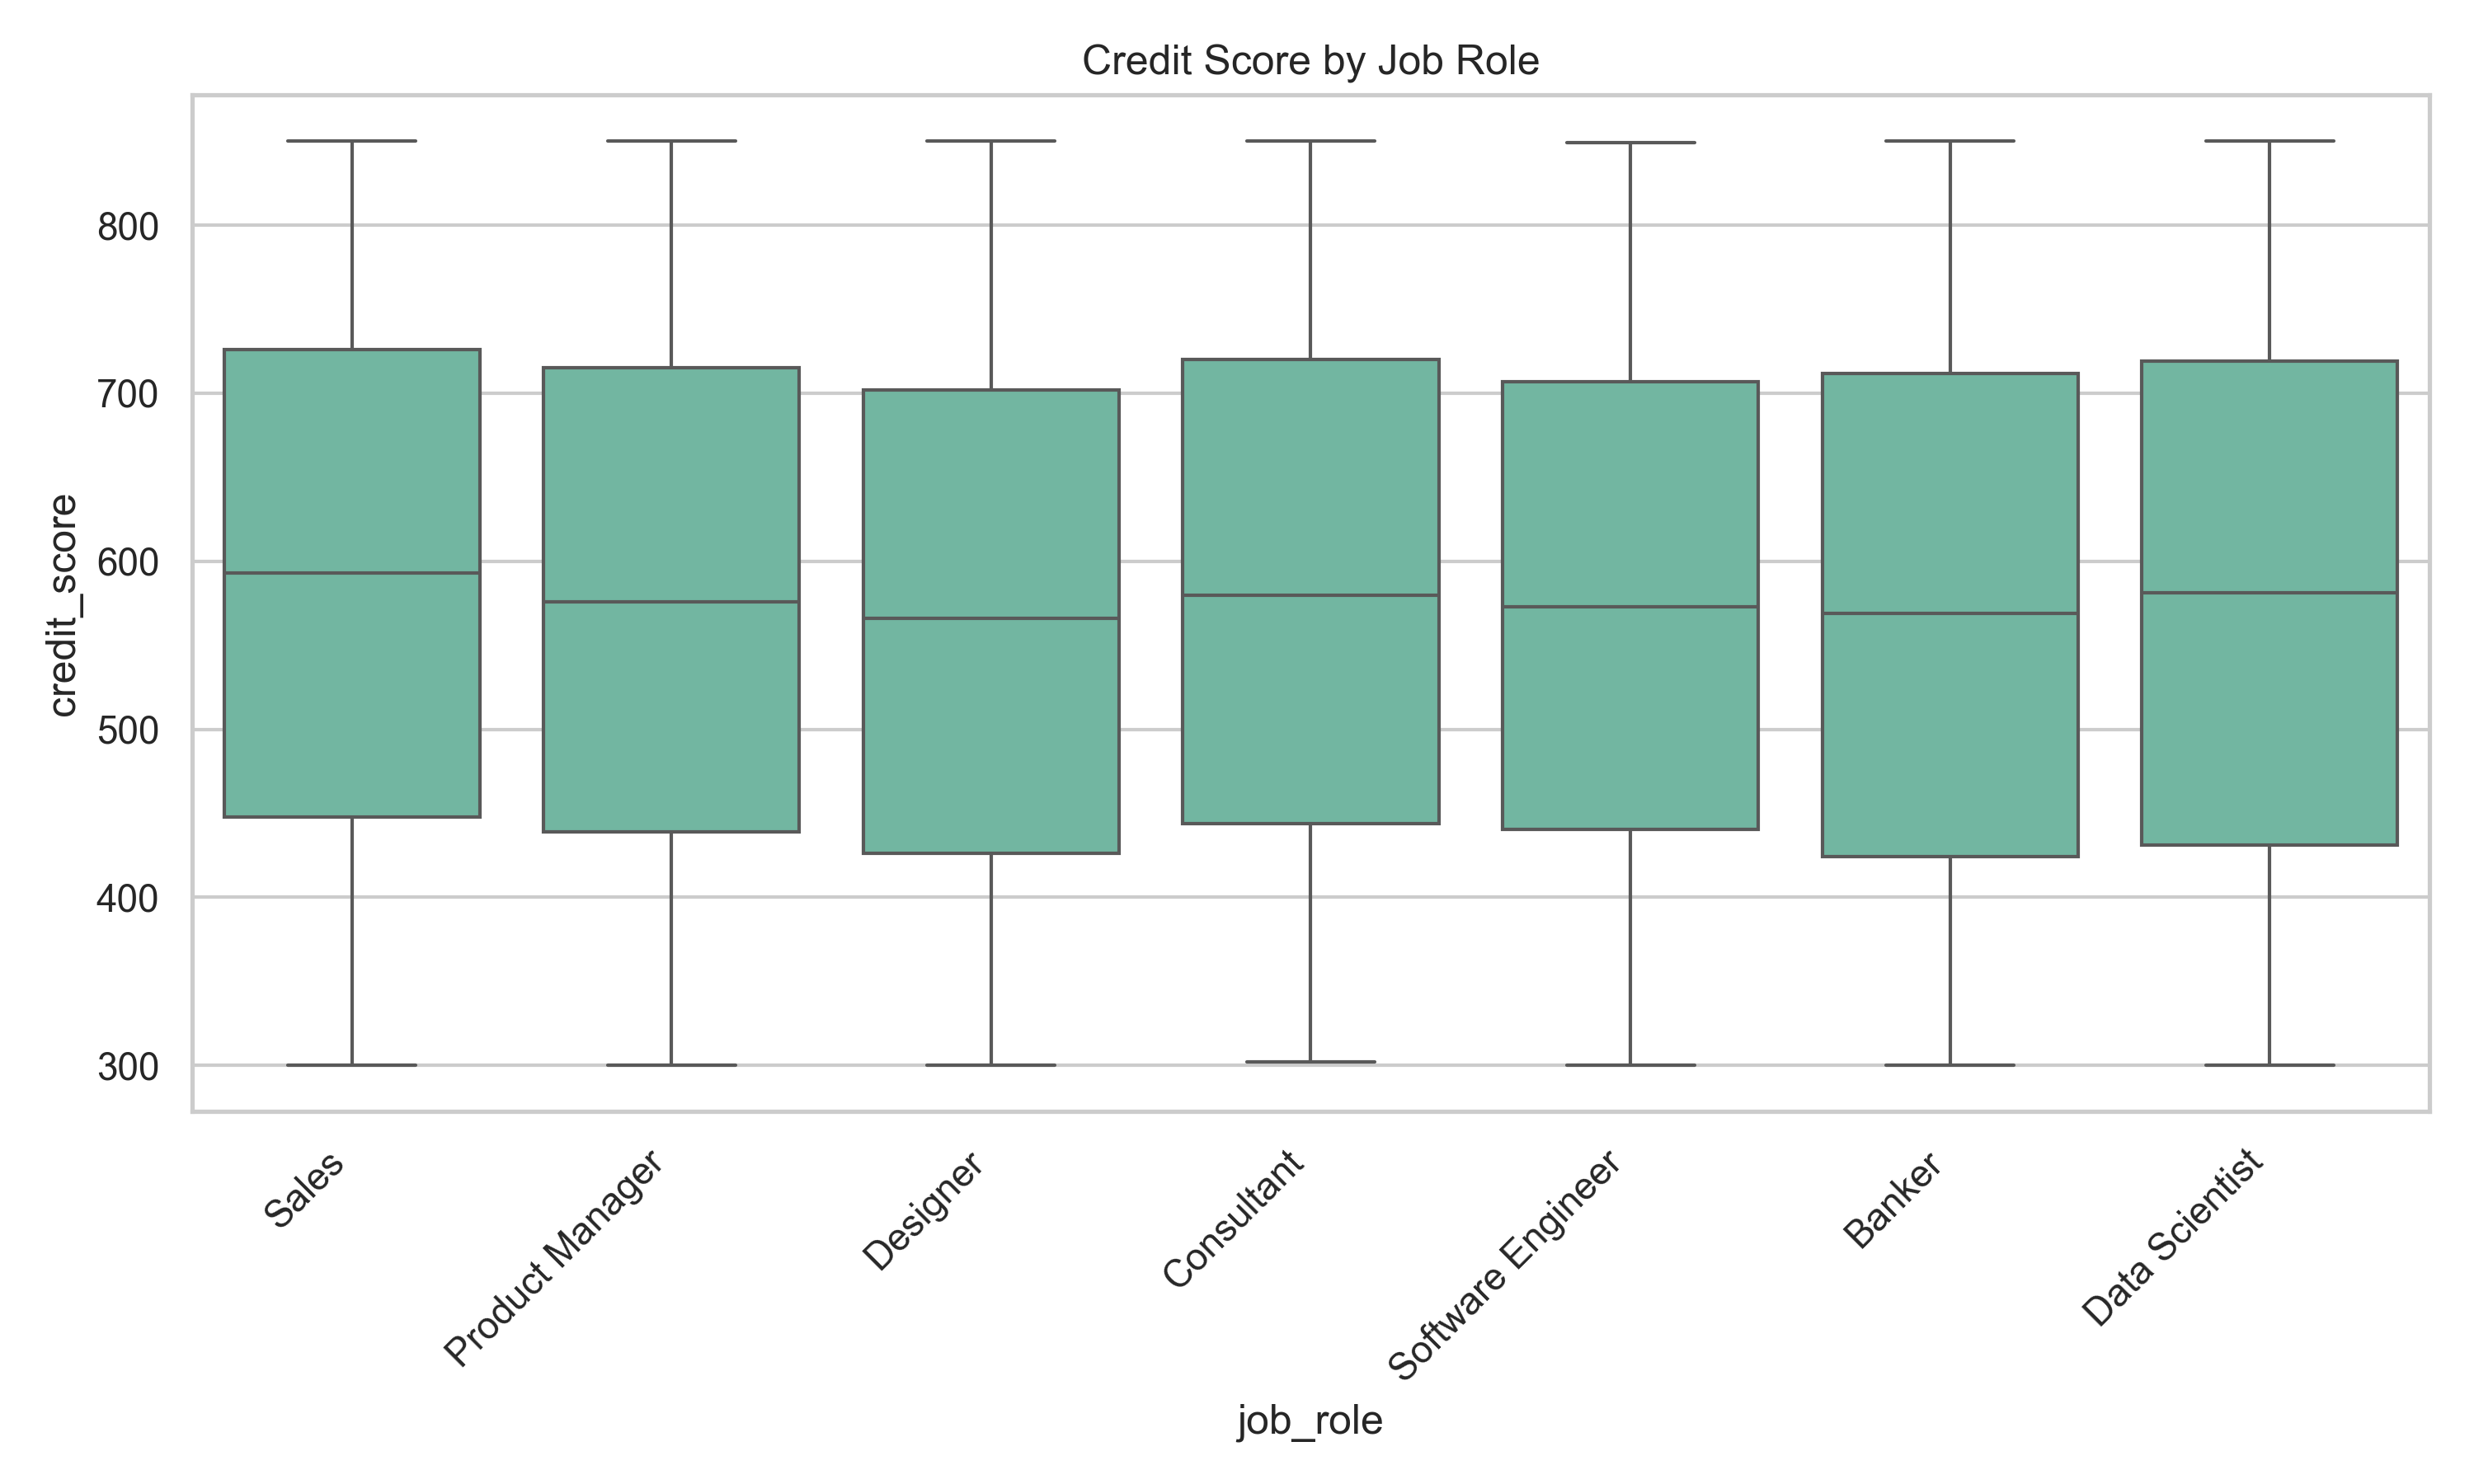 Credit Score by Job Role
credit_score
800
700
600
500
400
300
Sales
Product Manager
Designer
Consultant
Software Engineer
Banker
Data Scientist
job_role